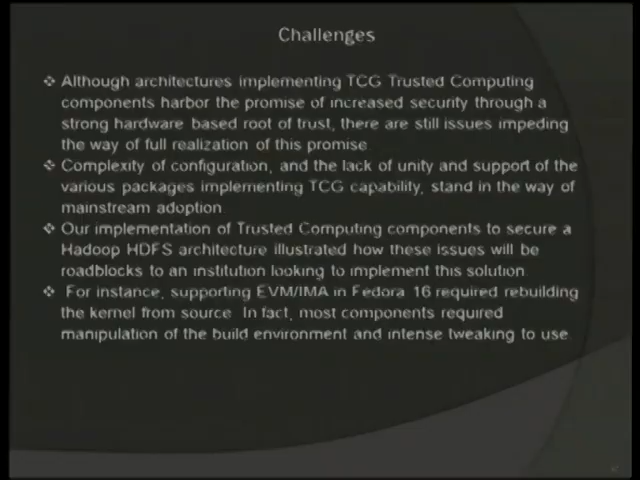 Challenges
❖ Although architectures implementing TCG Trusted Computing
components harbor the promise of increased security through a
strong hardware based root of trust, there are still issues impeding
the way of full realization of this promise.
❖ Complexity of configuration, and the lack of unity and support of the
various packages implementing TCG capability, stand in the way of
mainstream adoption.
❖ Our implementation of Trusted Computing components to secure a
Hadoop HDFS architecture illustrated how these issues will be
roadblocks to an institution looking to implement this solution.
❖ For instance, supporting EVM/IMA in Fedora 16 required rebuilding
the kernel from source. In fact, most components required
manipulation of the build environment and intense tweaking to use.